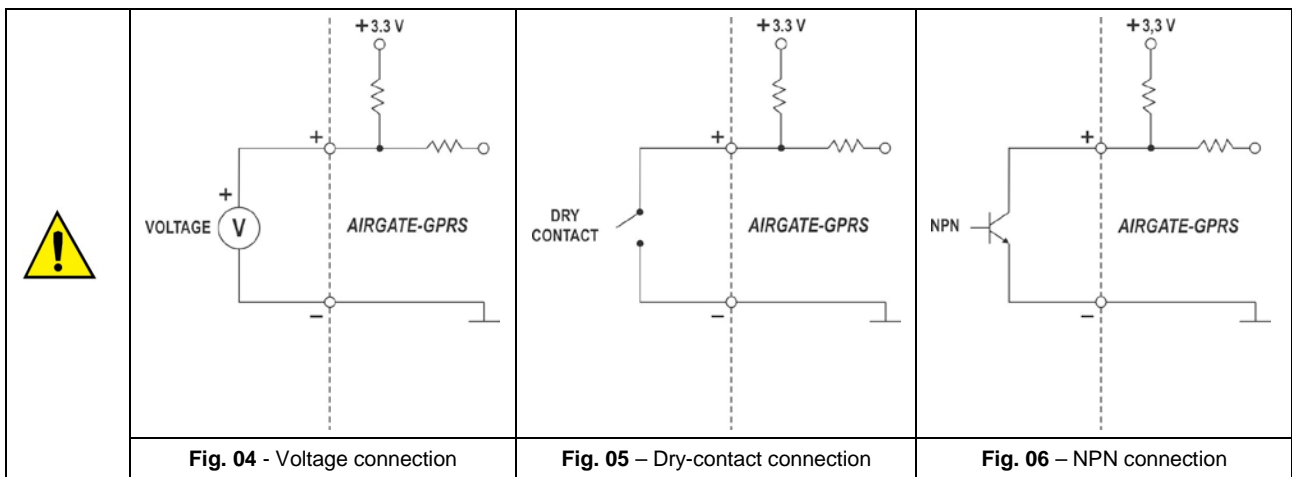 +3.3 V
+
+
VOLTAGE V
AIRGATE-GPRS
−
Fig. 04 - Voltage connection
+3.3 V
+
DRY
CONTACT
AIRGATE-GPRS
−
Fig. 05 – Dry-contact connection
+3,3 V
+
NPN
AIRGATE-GPRS
−
Fig. 06 – NPN connection